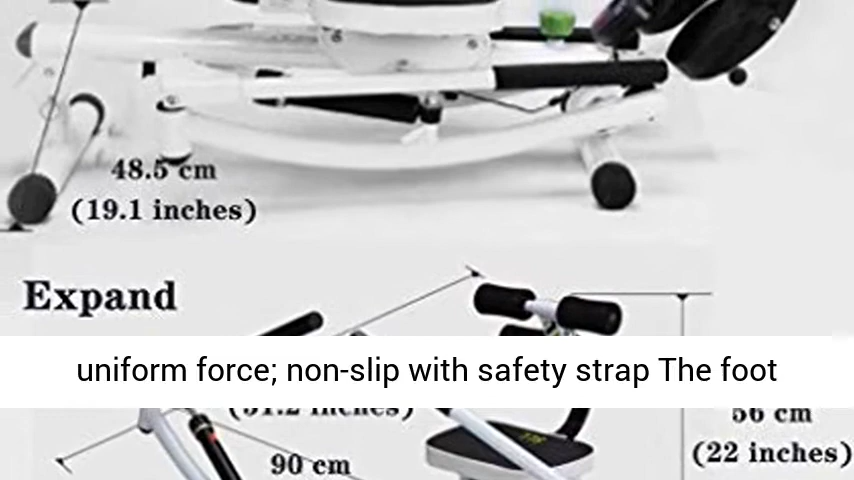 48.5 cm
(19.1 inches)
Expand
uniform force; non-slip with safety strap The foot
inches)
56 cm
(22 inches)
90 cm